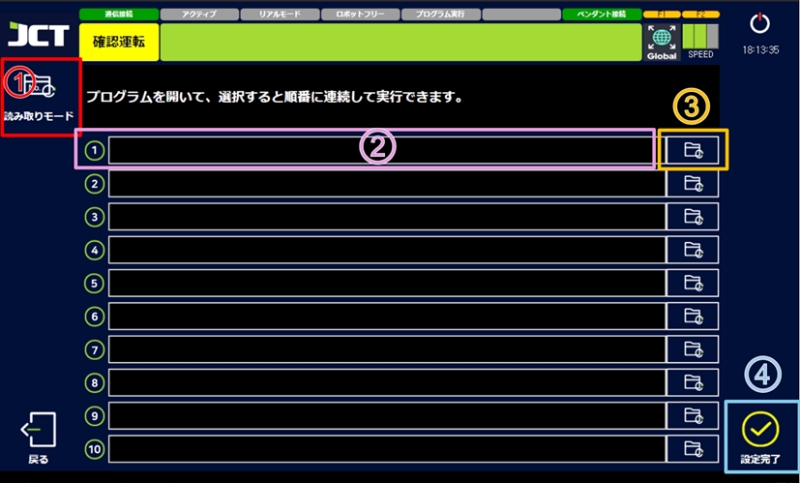 通信接続 アクティブ リアルモード ロボットフリー プログラム実行 ペンダント接続 F1 F2
JCT 確認運転 Global SPEED 18:13:35
① 読み取りモード
プログラムを開いて、選択すると順番に連続して実行できます。
③
1 ②
2
3
4
5
6
7
8
9
10
④
戻る
設定完了